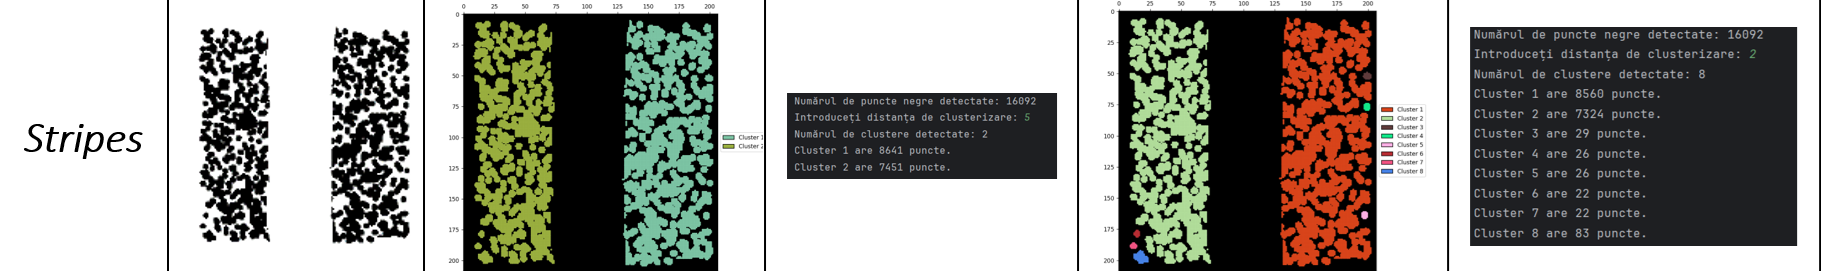 Stripes
0 25 50 75 100 125 150 175 200
0
25
50
75
100
125
150
175
200
Cluster 1
Cluster 2
Numărul de puncte negre detectate: 16092
Introduceți distanța de clusterizare: 5
Numărul de clustere detectate: 2
Cluster 1 are 8641 puncte.
Cluster 2 are 7451 puncte.
0 25 50 75 100 125 150 175 200
0
25
50
75
100
125
150
175
200
Cluster 1
Cluster 2
Cluster 3
Cluster 4
Cluster 5
Cluster 6
Cluster 7
Cluster 8
Numărul de puncte negre detectate: 16092
Introduceți distanța de clusterizare: 2
Numărul de clustere detectate: 8
Cluster 1 are 8560 puncte.
Cluster 2 are 7324 puncte.
Cluster 3 are 29 puncte.
Cluster 4 are 26 puncte.
Cluster 5 are 26 puncte.
Cluster 6 are 22 puncte.
Cluster 7 are 22 puncte.
Cluster 8 are 83 puncte.